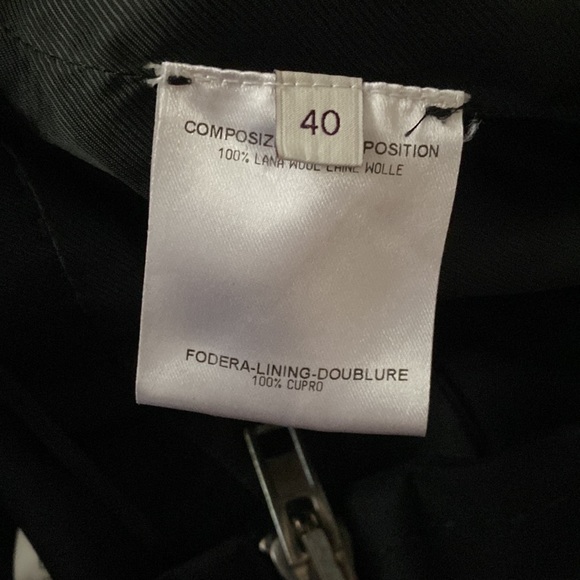 40
COMPOSIZ POSITION
100% LANA WOOL LAINE WOLLE
FODERA-LINING-DOUBLURE
100% CUPRO